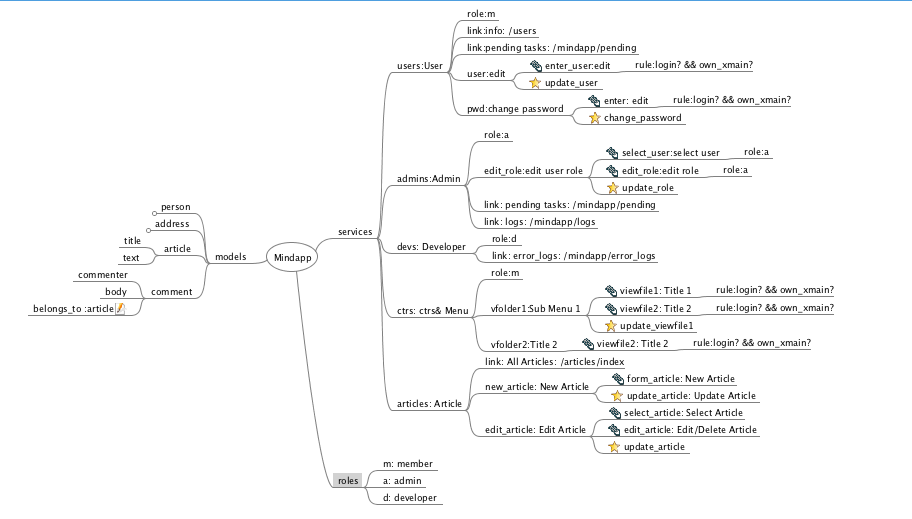 Mindapp
models
person
address
article
title
text
comment
commenter
body
belongs_to :article
services
users:User
role:m
link:info: /users
link:pending tasks: /mindapp/pending
user:edit
enter_user:edit
rule:login? && own_xmain?
update_user
pwd:change password
enter: edit
rule:login? && own_xmain?
change_password
admins:Admin
role:a
edit_role:edit user role
select_user:select user
role:a
edit_role:edit role
role:a
update_role
link: pending tasks: /mindapp/pending
link: logs: /mindapp/logs
devs: Developer
role:d
link: error_logs: /mindapp/error_logs
ctrs: ctrs& Menu
role:m
vfolder1:Sub Menu 1
viewfile1: Title 1
rule:login? && own_xmain?
viewfile2: Title 2
rule:login? && own_xmain?
update_viewfile1
vfolder2:Title 2
viewfile2: Title 2
rule:login? && own_xmain?
articles: Article
link: All Articles: /articles/index
new_article: New Article
form_article: New Article
update_article: Update Article
edit_article: Edit Article
select_article: Select Article
edit_article: Edit/Delete Article
update_article
roles
m: member
a: admin
d: developer